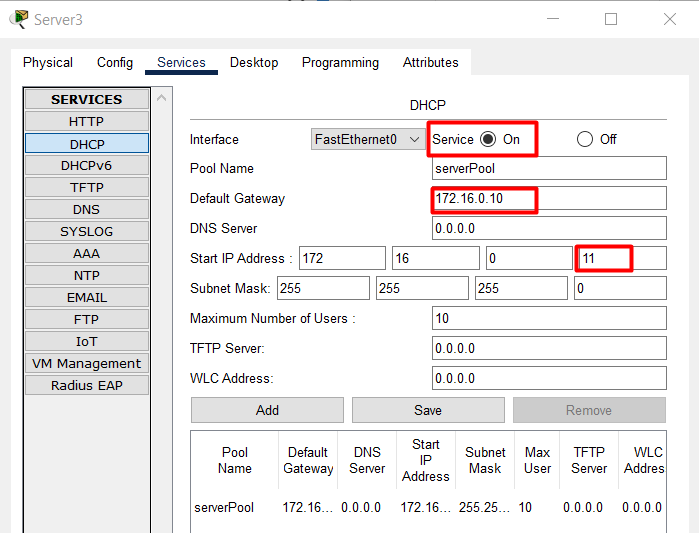 Server3
Physical Config Services Desktop Programming Attributes
SERVICES
HTTP
DHCP
DHCPv6
TFTP
DNS
SYSLOG
AAA
NTP
EMAIL
FTP
IoT
VM Management
Radius EAP
DHCP
Interface FastEthernet0 Service On Off
Pool Name serverPool
Default Gateway 172.16.0.10
DNS Server 0.0.0.0
Start IP Address : 172 16 0 11
Subnet Mask: 255 255 255 0
Maximum Number of Users : 10
TFTP Server: 0.0.0.0
WLC Address: 0.0.0.0
Add Save Remove
Pool Name Default Gateway DNS Server Start IP Address Subnet Mask Max User TFTP Server WLC Addres
serverPool 172.16... 0.0.0.0 172.16... 255.25... 10 0.0.0.0 0.0.0.0